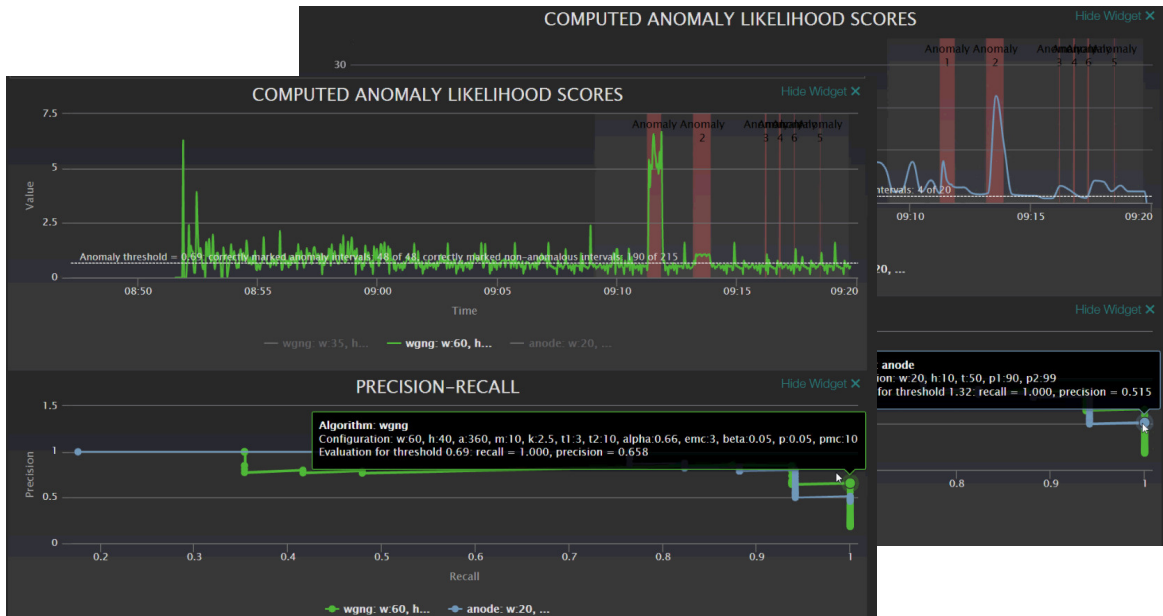 COMPUTED ANOMALY LIKELIHOOD SCORES
Hide Widget ✕
30
Anomaly 1
Anomaly 2
3
4
6
5
intervals: 4 of 20
09:10
09:15
09:20
20, ...
Hide Widget ✕
: anode
ion: w:20, h:10, t:50, p1:90, p2:99
for threshold 1.32: recall = 1.000, precision = 0.515
0.8
0.9
1
COMPUTED ANOMALY LIKELIHOOD SCORES
Hide Widget ✕
7.5
5
2.5
0
Value
Anomaly 1
Anomaly 2
3
4
6
Anomaly 5
Anomaly threshold = 0.69: correctly marked anomaly intervals: 48 of 48, correctly marked non-anomalous intervals: 190 of 215
08:50
08:55
09:00
09:05
09:10
09:15
09:20
Time
wgng: w:35, h...
wgng: w:60, h...
anode: w:20, ...
PRECISION-RECALL
Hide Widget ✕
1.5
1
0.5
0
Precision
Algorithm: wgng
Configuration: w:60, h:40, a:360, m:10, k:2.5, t1:3, t2:10, alpha:0.66, emc:3, beta:0.05, p:0.05, pmc:10
Evaluation for threshold 0.69: recall = 1.000, precision = 0.658
0.2
0.3
0.4
0.5
0.6
0.7
0.8
0.9
1
Recall
wgng: w:60, h...
anode: w:20, ...